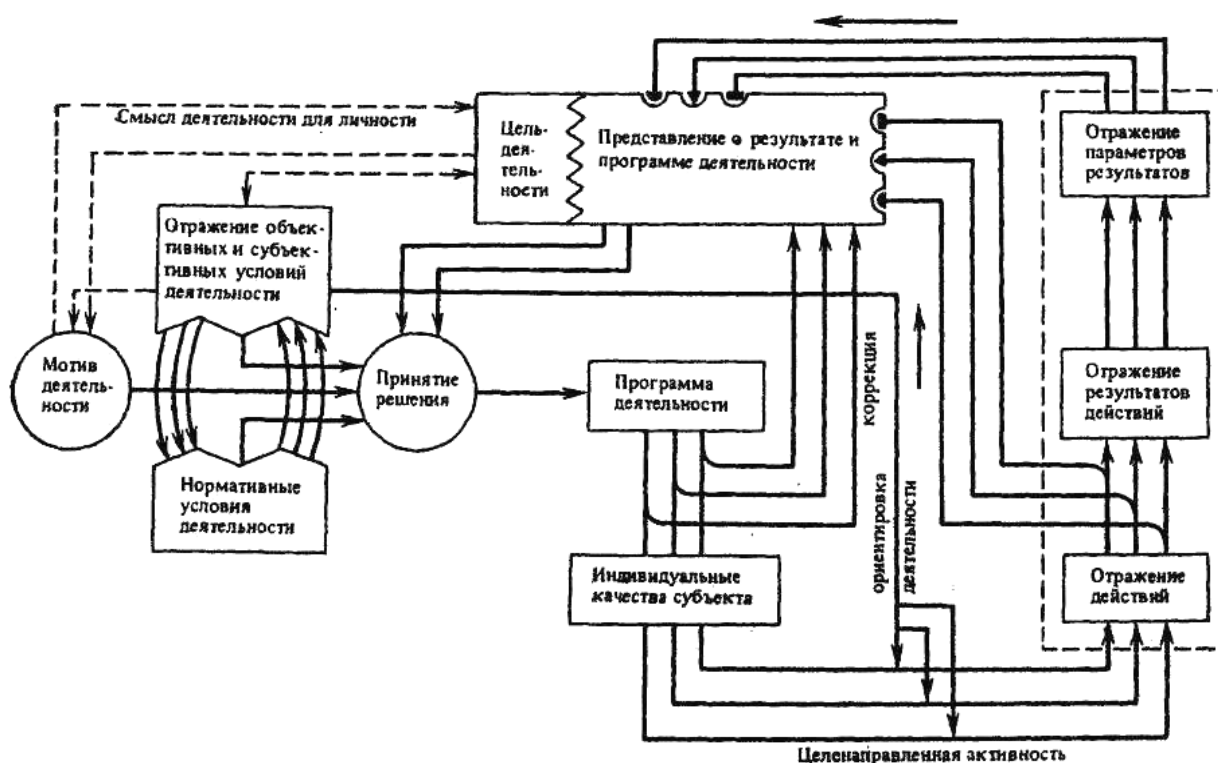 Смысл деятельности для личности
Цель-
дея-
тель-
ности
Представление о результате и
программе деятельности
Отражение
параметров
результатов
Отражение объек-
тивных и субъек-
тивных условий
деятельности
Мотив
деятель-
ности
Принятие
решения
Программа
деятельности
коррекция
Отражение
результатов
действий
Нормативные
условия
деятельности
ориентировка
деятельности
Индивидуальные
качества субъекта
Отражение
действий
Целенаправленная активность